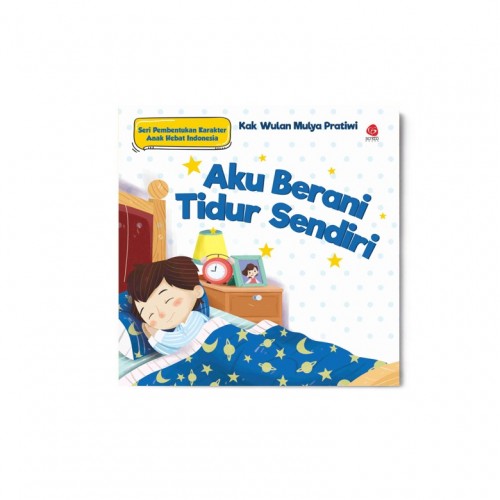 Seri Pembentukan Karakter
Anak Hebat Indonesia
Kak Wulan Mulya Pratiwi
Aku Berani
Tidur Sendiri